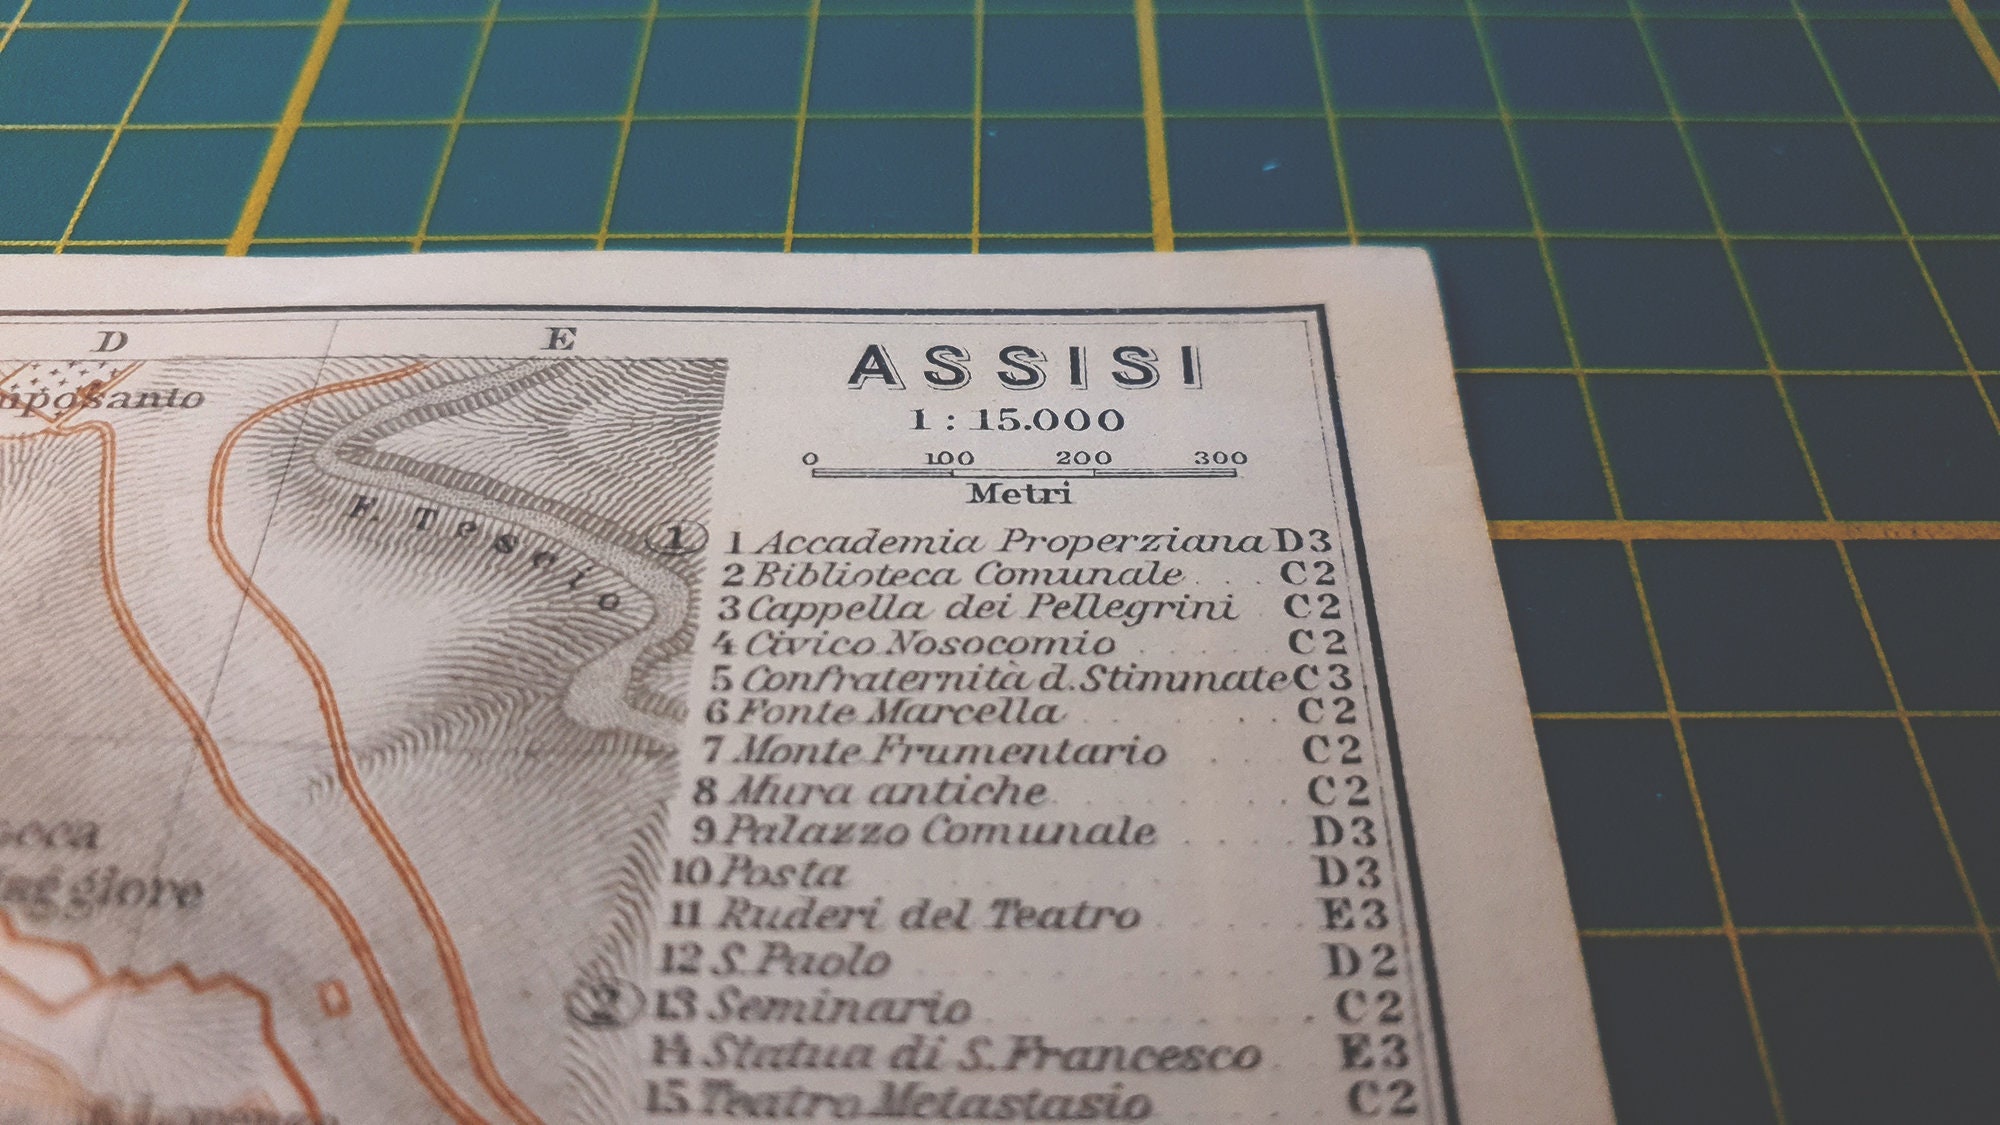 D E
ASSISI
1 : 15.000
0 100 200 300
Metri
mposanto
F. Tescio
1
1 Accademia Properziana D3
2 Biblioteca Comunale . . . C2
3 Cappella dei Pellegrini C2
4 Civico Nosocomio . . . . C2
5 Confraternità d. Stimmate C3
6 Fonte Marcella . . . . C2
7 Monte Frumentario . . C2
8 Mura antiche . . . . . C2
9 Palazzo Comunale . . . . D3
10 Posta . . . . . D3
11 Ruderi del Teatro . . . . E3
12 S. Paolo . . . . . D2
2
13 Seminario . . . . . C2
14 Statua di S. Francesco . E3
15 Teatro Metastasio . . . C2
occa
aggiore